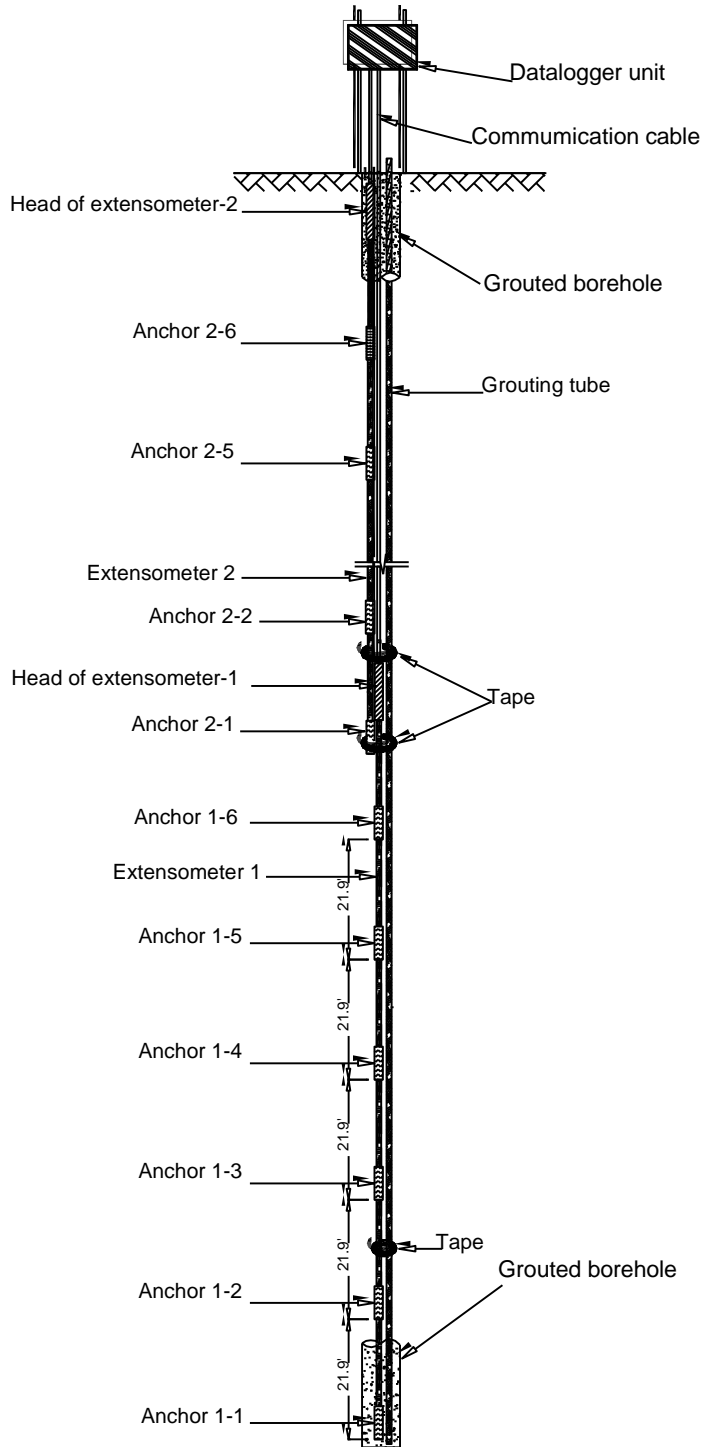 Datalogger unit
Commumication cable
Head of extensometer-2
Grouted borehole
Anchor 2-6
Grouting tube
Anchor 2-5
Extensometer 2
Anchor 2-2
Head of extensometer-1
Tape
Anchor 2-1
Anchor 1-6
Extensometer 1
21.9'
Anchor 1-5
21.9'
Anchor 1-4
21.9'
Anchor 1-3
Tape
21.9'
Grouted borehole
Anchor 1-2
21.9'
Anchor 1-1